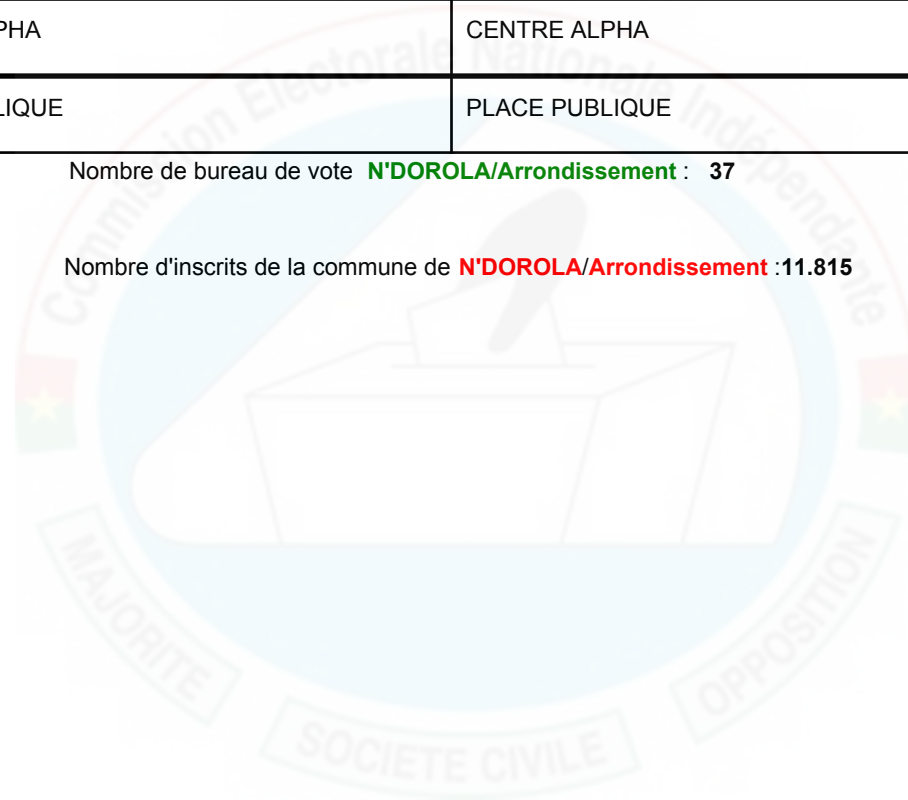 PHA CENTRE ALPHA
LIQUE PLACE PUBLIQUE
Nombre de bureau de vote N'DOROLA/Arrondissement : 37
Nombre d'inscrits de la commune de N'DOROLA/Arrondissement :11.815
Commission Electorale Nationale Indépendante
MAJORITE
SOCIETE CIVILE
OPPOSITION